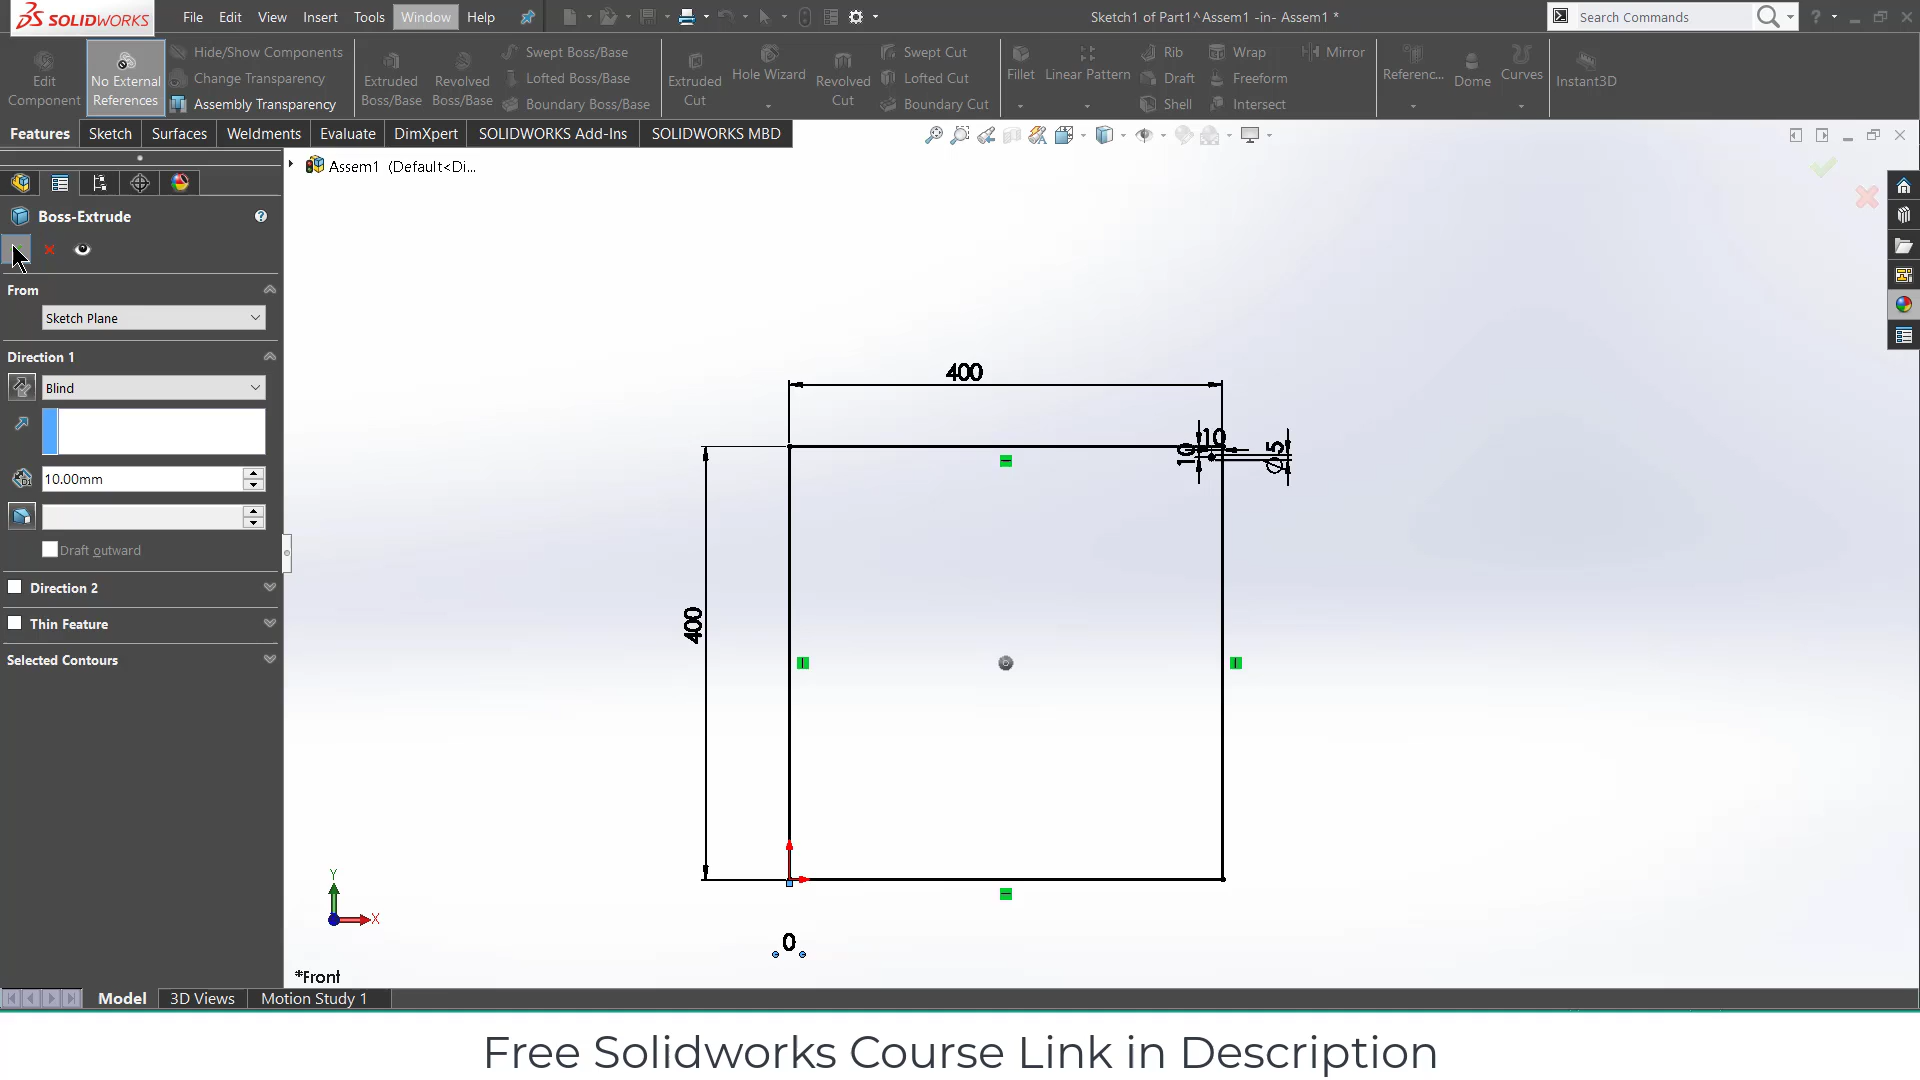 SOLIDWORKS File Edit View Insert Tools Window Help Sketch1 of Part1^Assem1 -in- Assem1 * Search Commands ?
Edit Component
No External References
Hide/Show Components
Change Transparency
Assembly Transparency
Extruded Boss/Base
Revolved Boss/Base
Swept Boss/Base
Lofted Boss/Base
Boundary Boss/Base
Extruded Cut
Hole Wizard
Revolved Cut
Swept Cut
Lofted Cut
Boundary Cut
Fillet
Linear Pattern
Rib
Draft
Shell
Wrap
Freeform
Intersect
Mirror
Referenc...
Dome
Curves
Instant3D
Features Sketch Surfaces Weldments Evaluate DimXpert SOLIDWORKS Add-Ins SOLIDWORKS MBD
Assem1 (Default<Di...
Boss-Extrude ?
From
Sketch Plane
Direction 1
Blind
10.00mm
Draft outward
Direction 2
Thin Feature
Selected Contours
400
10
10
⌀5
400
0
Y
X
*Front
Model 3D Views Motion Study 1
Free Solidworks Course Link in Description